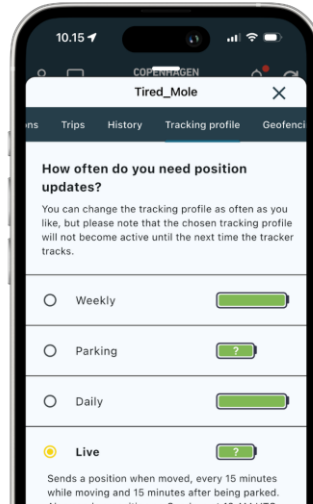 10.15
COPENHAGEN
Tired_Mole
Trips History Tracking profile Geofenci
How often do you need position
updates?
You can change the tracking profile as often as you
like, but please note that the chosen tracking profile
will not become active until the next time the tracker
tracks.
Weekly
Parking ?
Daily
Live ?
Sends a position when moved, every 15 minutes
while moving and 15 minutes after being parked.